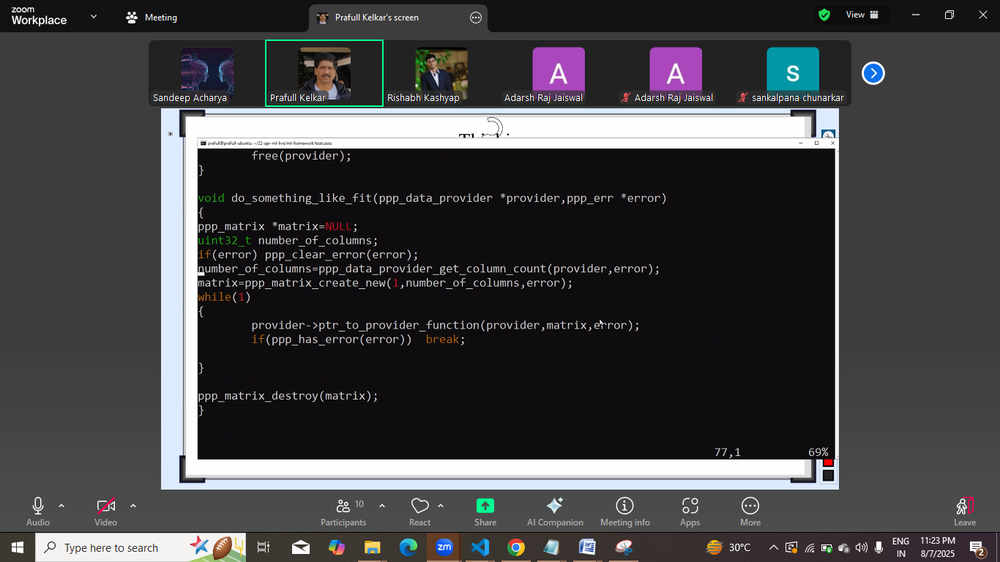 zoom
Workplace
Meeting
Prafull Kelkar's screen
View
Sandeep Acharya
Prafull Kelkar
Rishabh Kashyap
A
Adarsh Raj Jaiswal
A
Adarsh Raj Jaiswal
S
sankalpana chunarkar
prafull@prafull-ubuntu: ~/22-apr-ml-live/ml-framework/testcases
free(provider);
}
void do_something_like_fit(ppp_data_provider *provider,ppp_err *error)
{
ppp_matrix *matrix=NULL;
uint32_t number_of_columns;
if(error) ppp_clear_error(error);
number_of_columns=ppp_data_provider_get_column_count(provider,error);
matrix=ppp_matrix_create_new(1,number_of_columns,error);
while(1)
{
provider->ptr_to_provider_function(provider,matrix,error);
if(ppp_has_error(error))  break;
}
ppp_matrix_destroy(matrix);
}
77,1 69%
Audio
Video
Participants
10
React
Share
AI Companion
Meeting info
Apps
More
Leave
Type here to search
30°C
ENG
IN
11:23 PM
8/7/2025
2